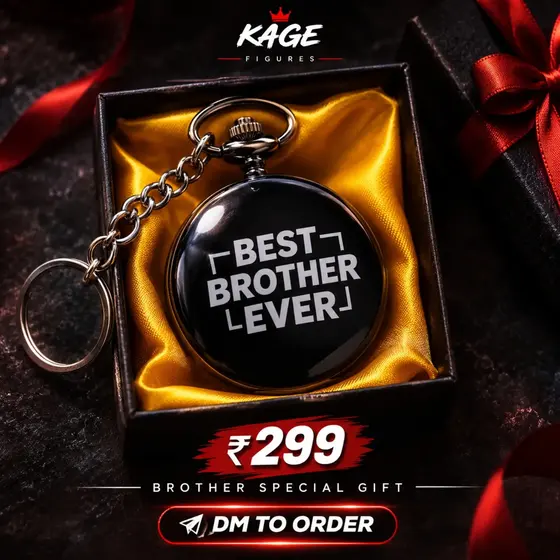 KAGE
FIGURES
BEST
BROTHER
EVER
₹299
BROTHER SPECIAL GIFT
DM TO ORDER